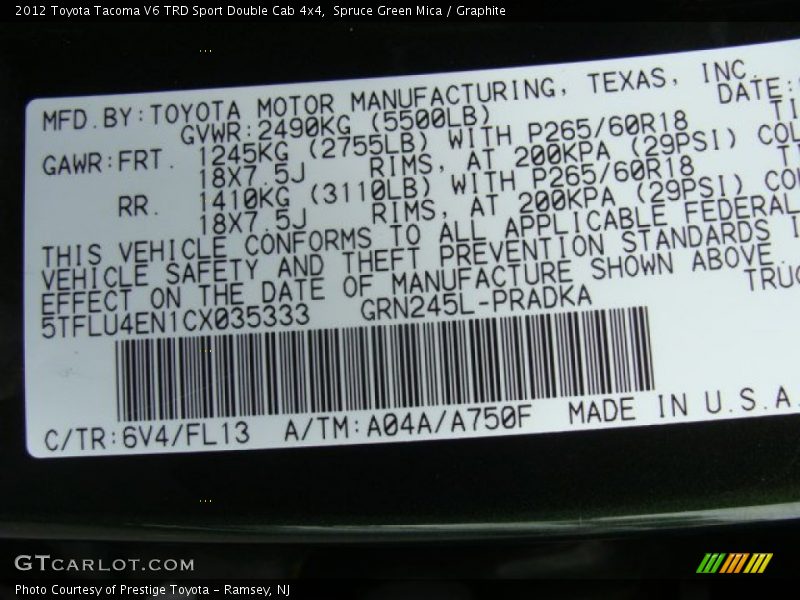 2012 Toyota Tacoma V6 TRD Sport Double Cab 4x4, Spruce Green Mica / Graphite
MFD.BY:TOYOTA MOTOR MANUFACTURING, TEXAS, INC.
DATE:
GVWR:2490KG (5500LB)
GAWR:FRT. 1245KG (2755LB) WITH P265/60R18
18X7.5J RIMS, AT 200KPA (29PSI) COL
RR. 1410KG (3110LB) WITH P265/60R18
18X7.5J RIMS, AT 200KPA (29PSI)
THIS VEHICLE CONFORMS TO ALL APPLICABLE FEDERAL
VEHICLE SAFETY AND THEFT PREVENTION STANDARDS
EFFECT ON THE DATE OF MANUFACTURE SHOWN ABOVE.
5TFLU4EN1CX035333 GRN245L-PRADKA TRUC
C/TR:6V4/FL13 A/TM:A04A/A750F MADE IN U.S.A.
GTCARLOT.COM
Photo Courtesy of Prestige Toyota - Ramsey, NJ